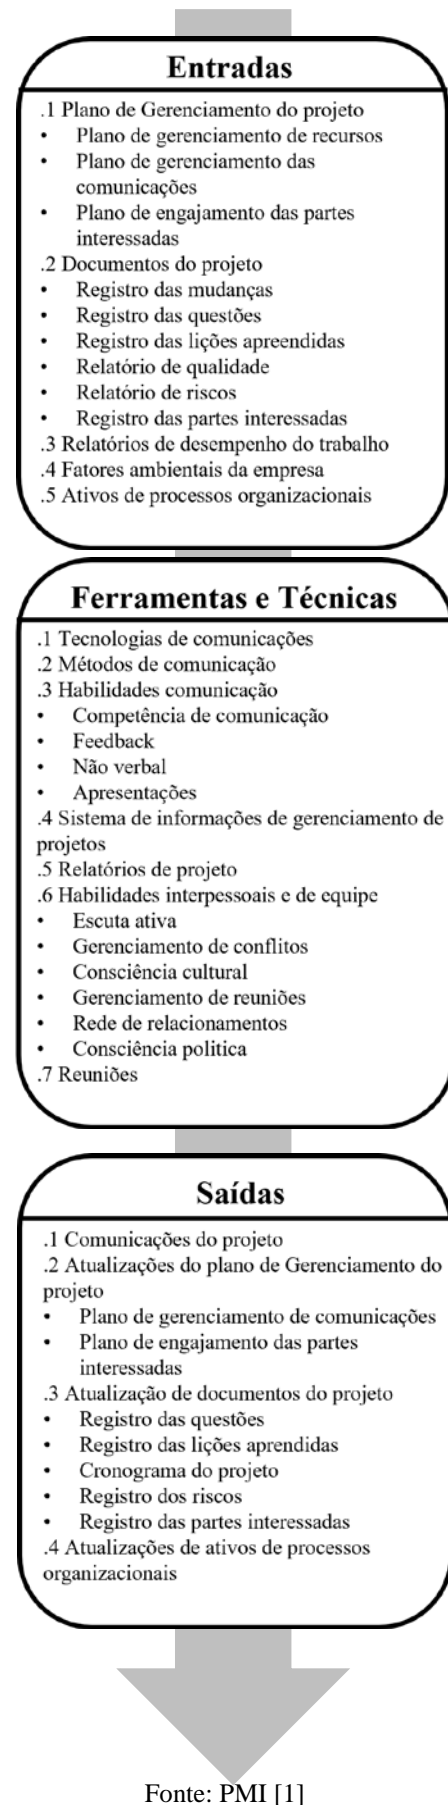 Entradas
.1 Plano de Gerenciamento do projeto
• Plano de gerenciamento de recursos
• Plano de gerenciamento das
comunicações
• Plano de engajamento das partes
interessadas
.2 Documentos do projeto
• Registro das mudanças
• Registro das questões
• Registro das lições apreendidas
• Relatório de qualidade
• Relatório de riscos
• Registro das partes interessadas
.3 Relatórios de desempenho do trabalho
.4 Fatores ambientais da empresa
.5 Ativos de processos organizacionais
Ferramentas e Técnicas
.1 Tecnologias de comunicações
.2 Métodos de comunicação
.3 Habilidades comunicação
• Competência de comunicação
• Feedback
• Não verbal
• Apresentações
.4 Sistema de informações de gerenciamento de
projetos
.5 Relatórios de projeto
.6 Habilidades interpessoais e de equipe
• Escuta ativa
• Gerenciamento de conflitos
• Consciência cultural
• Gerenciamento de reuniões
• Rede de relacionamentos
• Consciência politica
.7 Reuniões
Saídas
.1 Comunicações do projeto
.2 Atualizações do plano de Gerenciamento do
projeto
• Plano de gerenciamento de comunicações
• Plano de engajamento das partes
interessadas
.3 Atualização de documentos do projeto
• Registro das questões
• Registro das lições aprendidas
• Cronograma do projeto
• Registro dos riscos
• Registro das partes interessadas
.4 Atualizações de ativos de processos
organizacionais
Fonte: PMI [1]